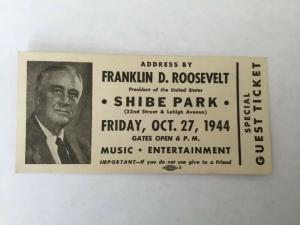 ADDRESS BY
FRANKLIN D. ROOSEVELT
President of the United States
• SHIBE PARK •
(22nd Street & Lehigh Avenue)
FRIDAY, OCT. 27, 1944
GATES OPEN 6 P. M.
MUSIC • ENTERTAINMENT
IMPORTANT—If you do not use give to a Friend
SPECIAL
GUEST TICKET